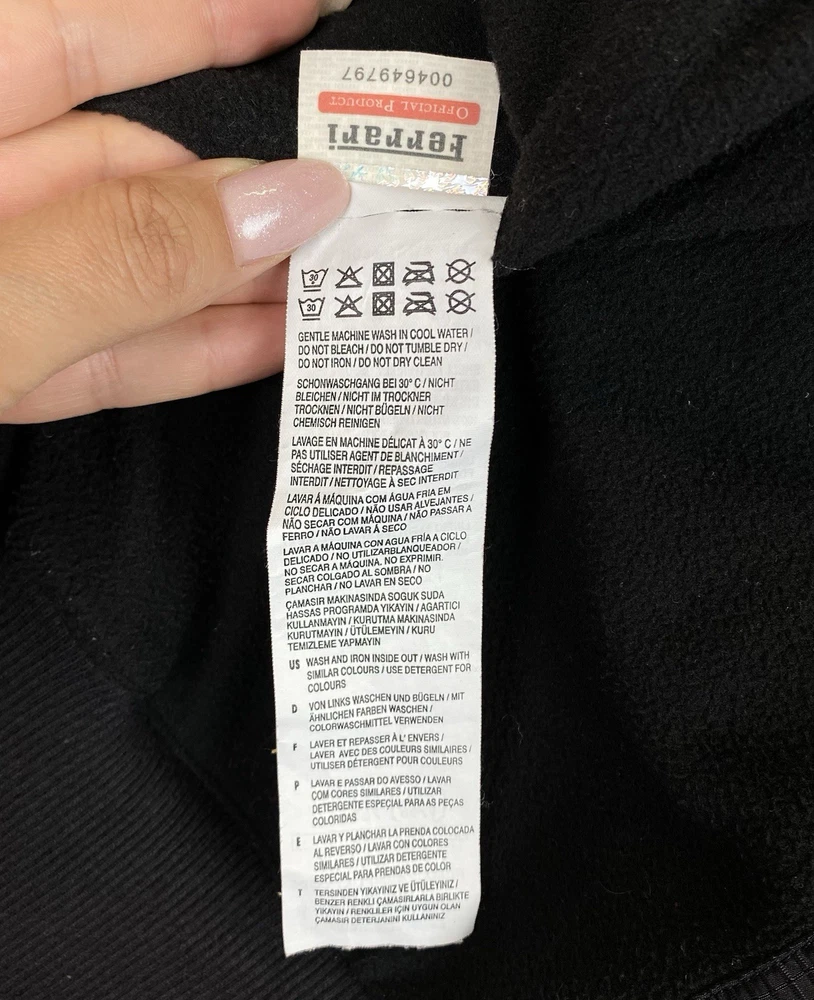 004649797
OFFICIAL PRODUCT
Ferrari
30
30
GENTLE MACHINE WASH IN COOL WATER /
DO NOT BLEACH / DO NOT TUMBLE DRY /
DO NOT IRON / DO NOT DRY CLEAN
SCHONWASCHGANG BEI 30° C / NICHT
BLEICHEN / NICHT IM TROCKNER
TROCKNEN / NICHT BÜGELN / NICHT
CHEMISCH REINIGEN
LAVAGE EN MACHINE DÉLICAT À 30° C / NE
PAS UTILISER AGENT DE BLANCHIMENT /
SÉCHAGE INTERDIT / REPASSAGE
INTERDIT / NETTOYAGE À SEC INTERDIT
LAVAR Á MÁQUINA COM ÁGUA FRIA EM
CICLO DELICADO / NÃO USAR ALVEJANTES /
NÃO SECAR COM MÁQUINA / NÃO PASSAR A
FERRO / NÃO LAVAR Â SECO
LAVAR A MÁQUINA CON AGUA FRÍA A CICLO
DELICADO / NO UTILIZARBLANQUEADOR /
NO SECAR A MÁQUINA. NO EXPRIMIR.
SECAR COLGADO AL SOMBRA / NO
PLANCHAR / NO LAVAR EN SECO
ÇAMASIR MAKINASINDA SOGUK SUDA
HASSAS PROGRAMDA YIKAYIN / AGARTICI
KULLANMAYIN / KURUTMA MAKINASINDA
KURUTMAYIN / ÜTÜLEMEYIN / KURU
TEMIZLEME YAPMAYIN
US WASH AND IRON INSIDE OUT / WASH WITH
SIMILAR COLOURS / USE DETERGENT FOR
COLOURS
D VON LINKS WASCHEN UND BÜGELN / MIT
ÄHNLICHEN FARBEN WASCHEN /
COLORWASCHMITTEL VERWENDEN
F LAVER ET REPASSER À L' ENVERS /
LAVER AVEC DES COULEURS SIMILAIRES /
UTILISER DÉTERGENT POUR COULEURS
P LAVAR E PASSAR DO AVESSO / LAVAR
COM CORES SIMILARES / UTILIZAR
DETERGENTE ESPECIAL PARA AS PEÇAS
COLORIDAS
E LAVAR Y PLANCHAR LA PRENDA COLOCADA
AL REVERSO / LAVAR CON COLORES
SIMILARES / UTILIZAR DETERGENTE
ESPECIAL PARA PRENDAS DE COLOR
T TERSINDEN YIKAYINIZ VE ÜTÜLEYINIZ /
BENZER RENKLI ÇAMASIRLARLA BIRLIKTE
YIKAYIN / RENKLILER IÇIN UYGUN OLAN
ÇAMASIR DETERJANINI KULLANINIZ